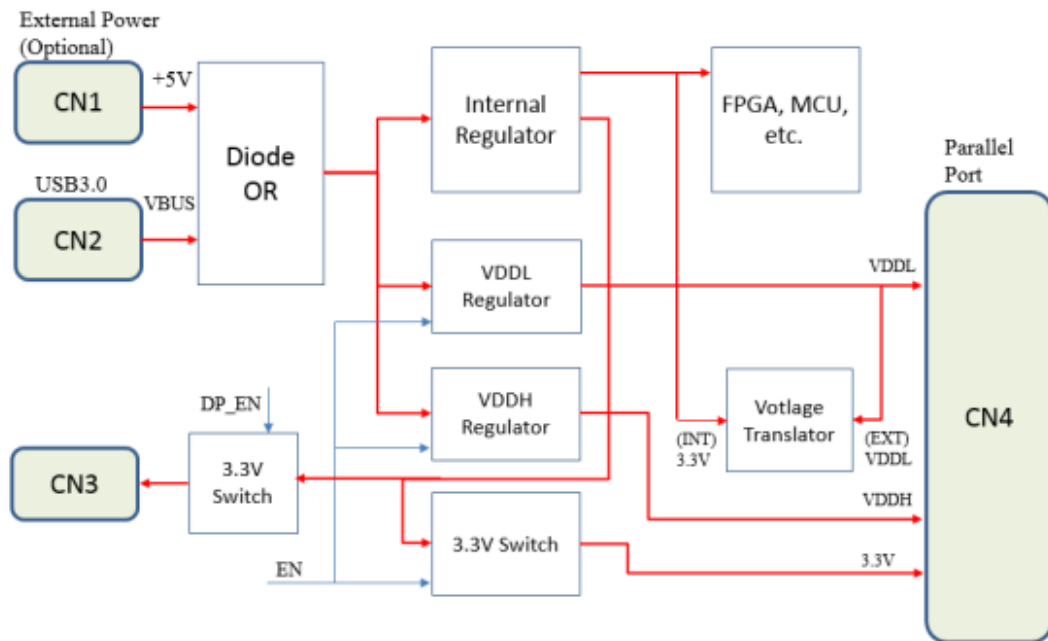 External Power
(Optional)
CN1
+5V
USB3.0
CN2
VBUS
Diode
OR
Internal
Regulator
FPGA, MCU,
etc.
Parallel
Port
VDDL
Regulator
VDDL
VDDH
Regulator
Votlage
Translator
(INT)
3.3V
(EXT)
VDDL
CN4
DP_EN
CN3
3.3V
Switch
VDDH
3.3V Switch
3.3V
EN